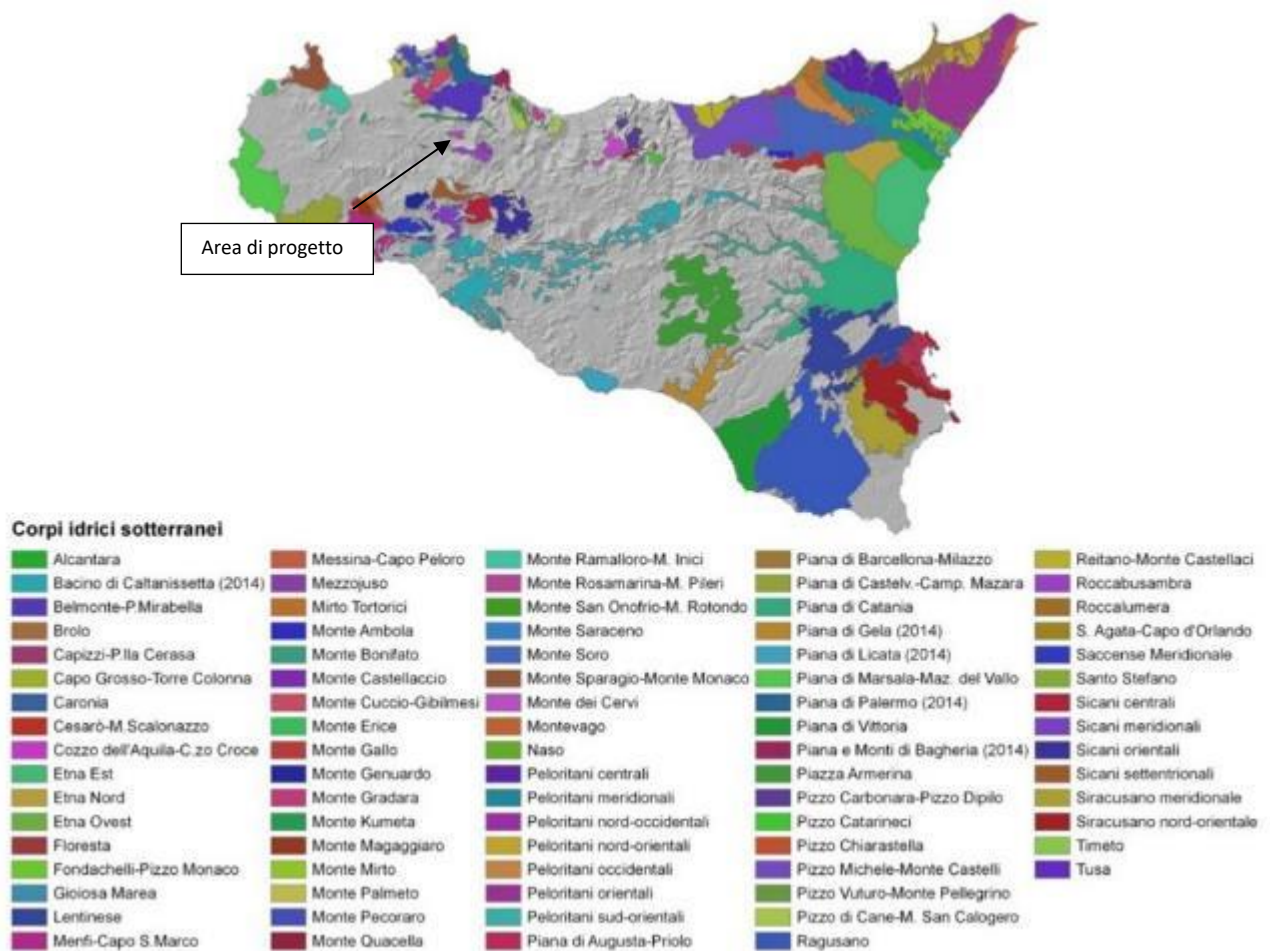 Area di progetto
Corpi idrici sotterranei
Alcantara
Bacino di Caltanissetta (2014)
Belmonte-P.Mirabella
Brolo
Capizzi-P.lla Cerasa
Capo Grosso-Torre Colonna
Caronia
Cesarò-M.Scalonazzo
Cozzo dell'Aquila-C.zo Croce
Etna Est
Etna Nord
Etna Ovest
Floresta
Fondachelli-Pizzo Monaco
Gioiosa Marea
Lentinese
Menfi-Capo S.Marco
Messina-Capo Peloro
Mezzojuso
Mirto Tortorici
Monte Ambola
Monte Bonifato
Monte Castellaccio
Monte Cuccio-Gibilmesi
Monte Erice
Monte Gallo
Monte Genuardo
Monte Gradara
Monte Kumeta
Monte Magaggiaro
Monte Mirto
Monte Palmeto
Monte Pecoraro
Monte Quacella
Monte Ramalloro-M. Inici
Monte Rosamarina-M. Pileri
Monte San Onofrio-M. Rotondo
Monte Saraceno
Monte Soro
Monte Sparagio-Monte Monaco
Monte dei Cervi
Montevago
Naso
Peloritani centrali
Peloritani meridionali
Peloritani nord-occidentali
Peloritani nord-orientali
Peloritani occidentali
Peloritani orientali
Peloritani sud-orientali
Piana di Augusta-Priolo
Piana di Barcellona-Milazzo
Piana di Castelv.-Camp. Mazara
Piana di Catania
Piana di Gela (2014)
Piana di Licata (2014)
Piana di Marsala-Maz. del Vallo
Piana di Palermo (2014)
Piana di Vittoria
Piana e Monti di Bagheria (2014)
Piazza Armerina
Pizzo Carbonara-Pizzo Dipilo
Pizzo Catarineci
Pizzo Chiarastella
Pizzo Michele-Monte Castelli
Pizzo Vuturo-Monte Pellegrino
Pizzo di Cane-M. San Calogero
Ragusano
Reitano-Monte Castellaci
Roccabusambra
Roccalumera
S. Agata-Capo d'Orlando
Saccense Meridionale
Santo Stefano
Sicani centrali
Sicani meridionali
Sicani orientali
Sicani settentrionali
Siracusano meridionale
Siracusano nord-orientale
Timeto
Tusa